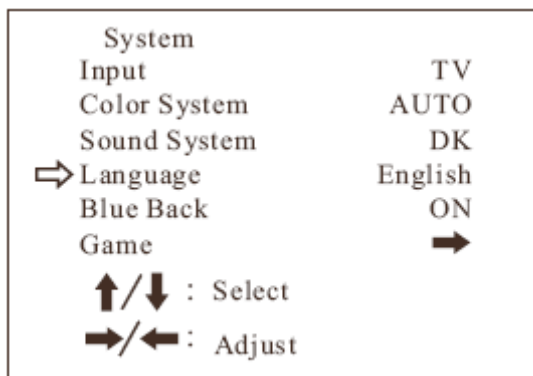 System
Input TV
Color System AUTO
Sound System DK
Language English
Blue Back ON
Game
/ : Select
/ : Adjust